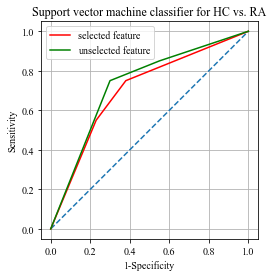 Support vector machine classifier for HC vs. RA
selected feature
unselected feature
Sensitivity
1.0
0.8
0.6
0.4
0.2
0.0
0.0 0.2 0.4 0.6 0.8 1.0
1-Specificity